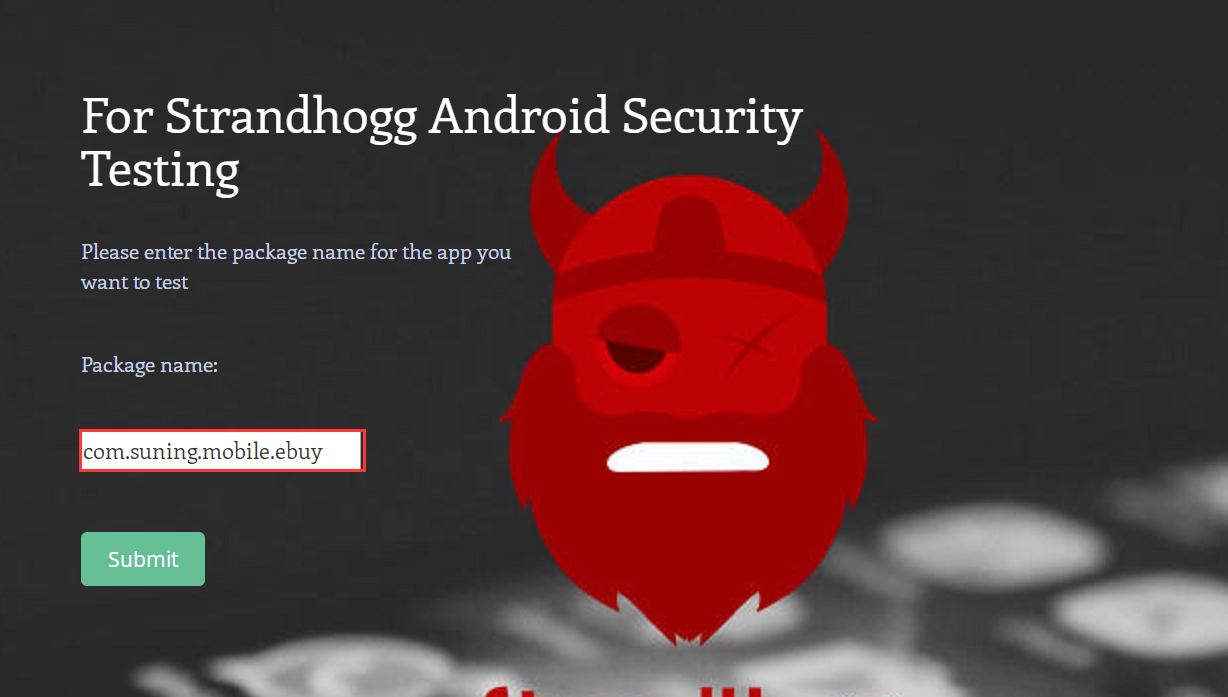 For Strandhogg Android Security
Testing
Please enter the package name for the app you
want to test
Package name:
com.suning.mobile.ebuy
Submit